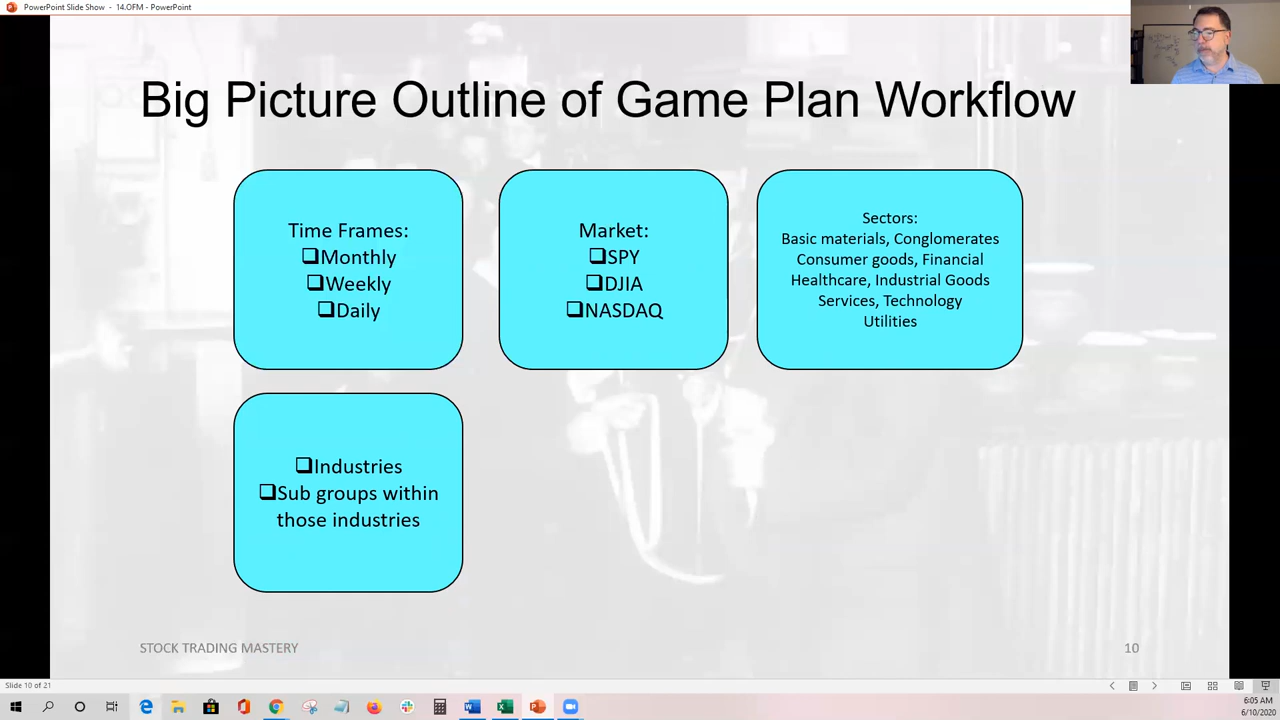 PowerPoint Slide Show - 14.OFM - PowerPoint
Big Picture Outline of Game Plan Workflow
Time Frames:
❑Monthly
❑Weekly
❑Daily
Market:
❑SPY
❑DJIA
❑NASDAQ
Sectors:
Basic materials, Conglomerates
Consumer goods, Financial
Healthcare, Industrial Goods
Services, Technology
Utilities
❑Industries
❑Sub groups within
those industries
STOCK TRADING MASTERY
10
Slide 10 of 21
6:05 AM
6/10/2020